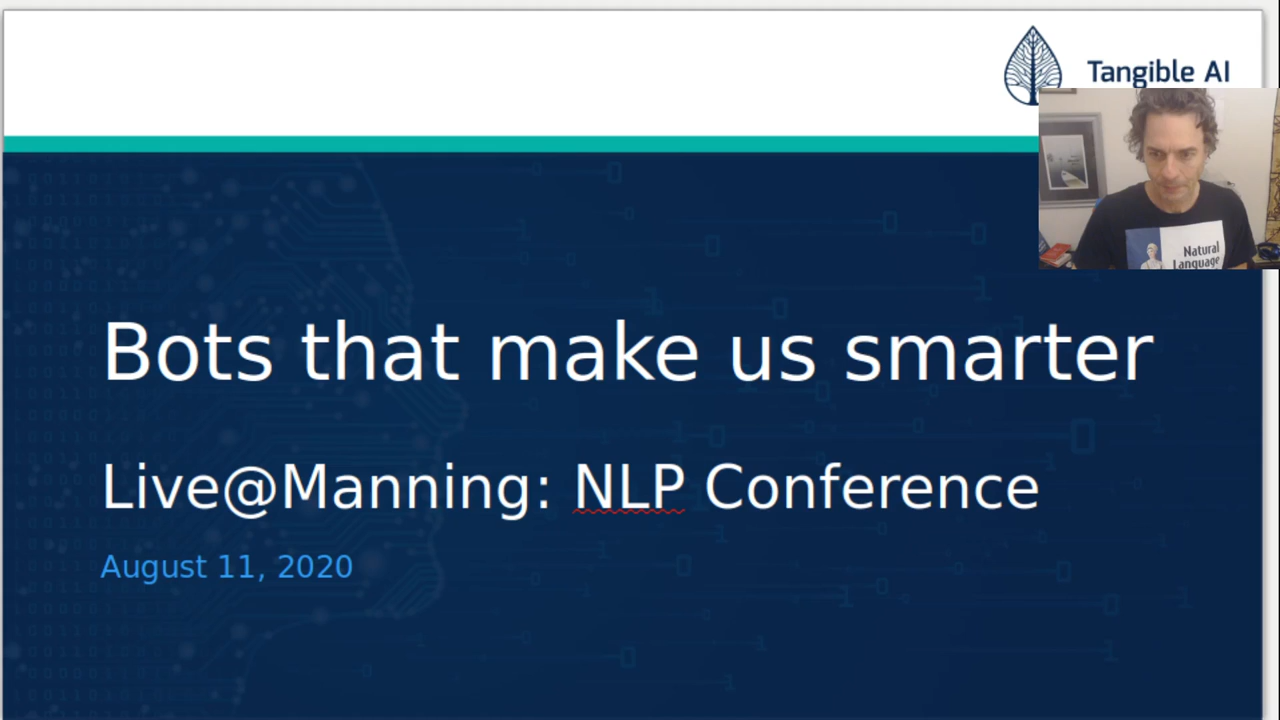 Tangible AI
Natural
Language
Bots that make us smarter
Live@Manning: NLP Conference
August 11, 2020